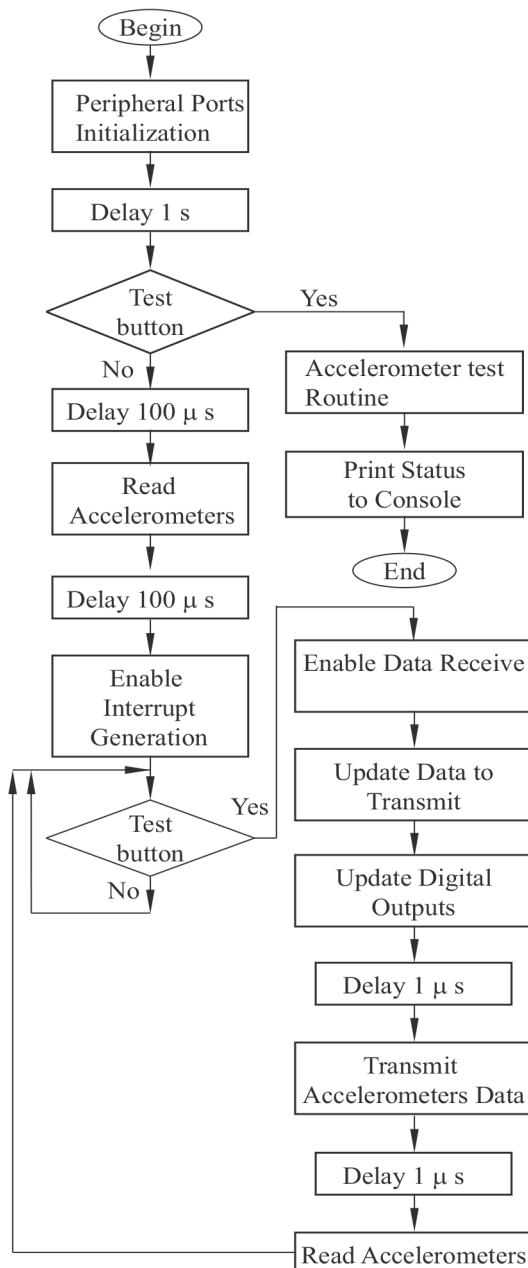 Begin
Peripheral Ports
Initialization
Delay 1 s
Test
button
Yes
No
Accelerometer test
Routine
Print Status
to Console
End
Delay 100 μ s
Read
Accelerometers
Delay 100 μ s
Enable
Interrupt
Generation
Test
button
Yes
No
Enable Data Receive
Update Data to
Transmit
Update Digital
Outputs
Delay 1 μ s
Transmit
Accelerometers Data
Delay 1 μ s
Read Accelerometers